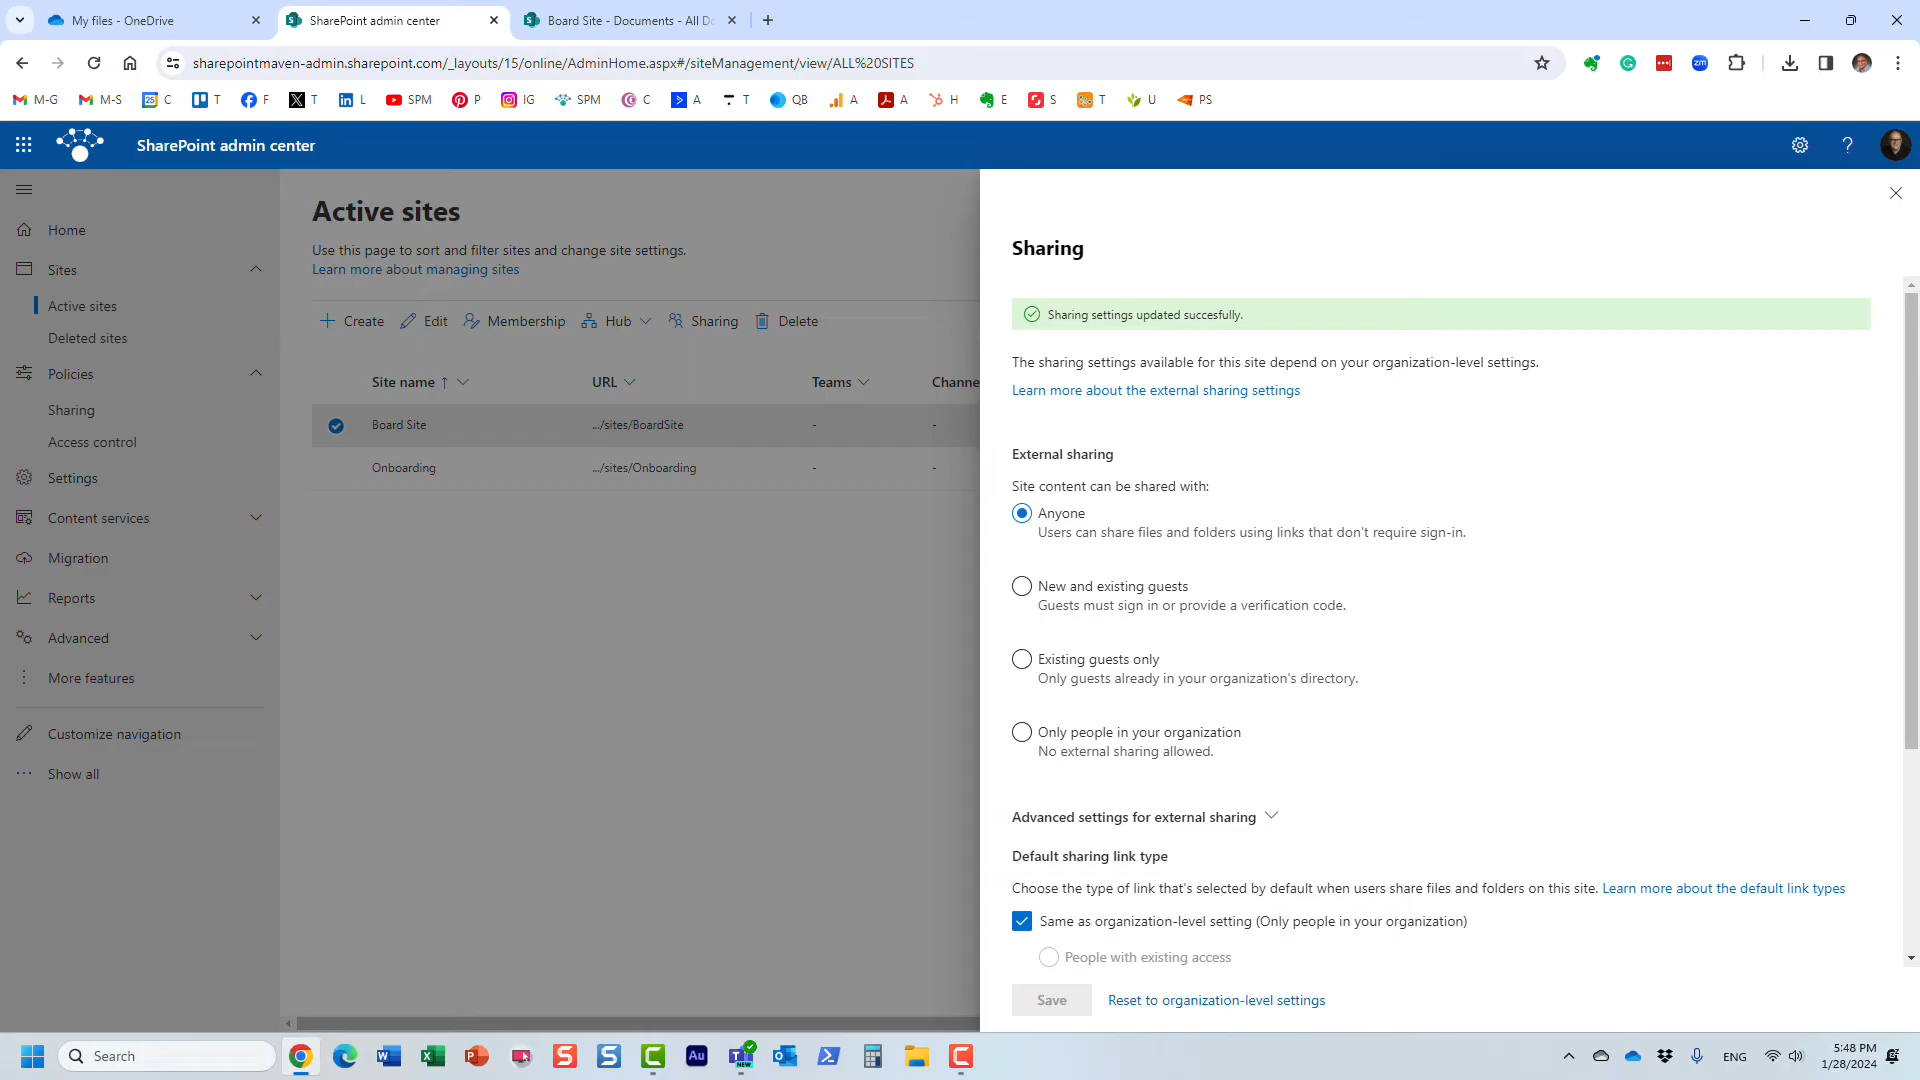 My files - OneDrive
SharePoint admin center
Board Site - Documents - All Do
sharepointmaven-admin.sharepoint.com/_layouts/15/online/AdminHome.aspx#/siteManagement/view/ALL%20SITES
M-G M-S C T F T L SPM P IG SPM C A T QB A A H E S T U PS
SharePoint admin center
Home
Sites
Active sites
Deleted sites
Policies
Sharing
Access control
Settings
Content services
Migration
Reports
Advanced
More features
Customize navigation
Show all
Active sites
Use this page to sort and filter sites and change site settings.
Learn more about managing sites
Create Edit Membership Hub Sharing Delete
Site name ↑ URL Teams Channe
Board Site .../sites/BoardSite - -
Onboarding .../sites/Onboarding - -
Sharing
Sharing settings updated succesfully.
The sharing settings available for this site depend on your organization-level settings.
Learn more about the external sharing settings
External sharing
Site content can be shared with:
Anyone
Users can share files and folders using links that don't require sign-in.
New and existing guests
Guests must sign in or provide a verification code.
Existing guests only
Only guests already in your organization's directory.
Only people in your organization
No external sharing allowed.
Advanced settings for external sharing
Default sharing link type
Choose the type of link that's selected by default when users share files and folders on this site. Learn more about the default link types
Same as organization-level setting (Only people in your organization)
People with existing access
Save Reset to organization-level settings
Search
ENG
5:48 PM
1/28/2024